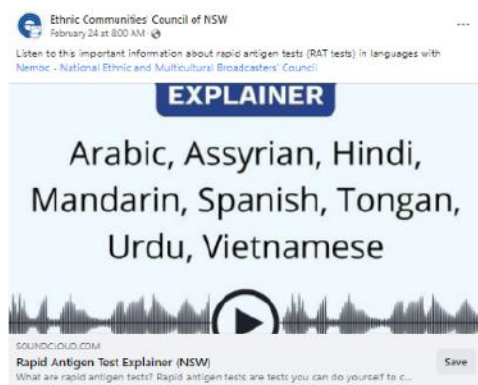 Ethnic Communities' Council of NSW
February 24 at 8:00 AM ·
Listen to this important information about rapid antigen tests (RAT tests) in languages with
Nembc - National Ethnic and Multicultural Broadcasters' Council
EXPLAINER
Arabic, Assyrian, Hindi,
Mandarin, Spanish, Tongan,
Urdu, Vietnamese
SOUNDCLOUD.COM
Rapid Antigen Test Explainer (NSW)
Save
What are rapid antigen tests? Rapid antigen tests are tests you can do yourself to c...